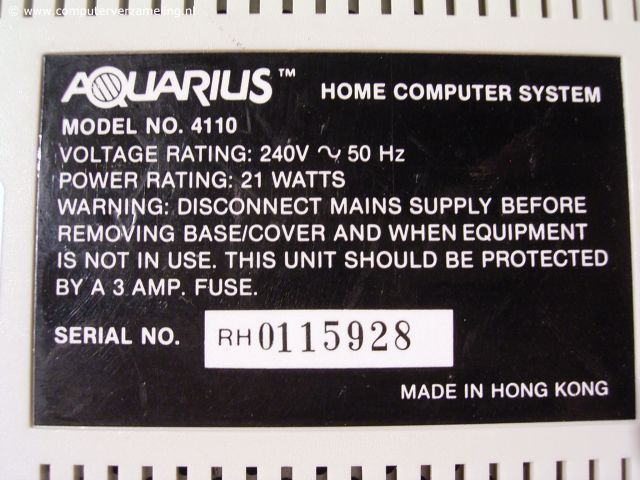 © www.computerverzameling.nl
AQUARIUS™ HOME COMPUTER SYSTEM
MODEL NO. 4110
VOLTAGE RATING: 240V ∿ 50 Hz
POWER RATING: 21 WATTS
WARNING: DISCONNECT MAINS SUPPLY BEFORE
REMOVING BASE/COVER AND WHEN EQUIPMENT
IS NOT IN USE. THIS UNIT SHOULD BE PROTECTED
BY A 3 AMP. FUSE.
SERIAL NO. RH0115928
MADE IN HONG KONG